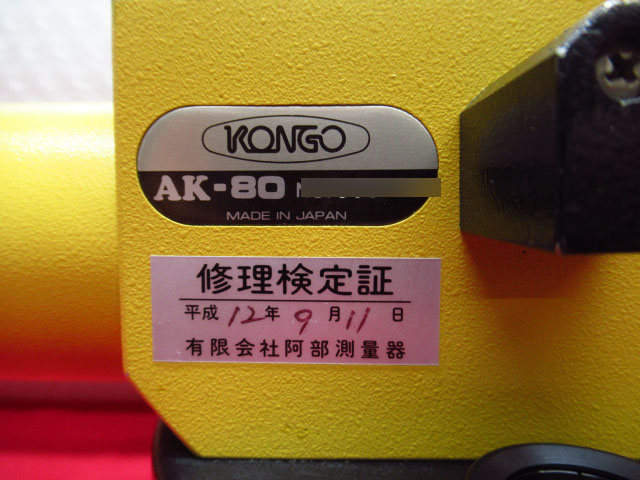 KONGO
AK-80
MADE IN JAPAN
修理検定証
平成12年9月11日
有限会社阿部測量器